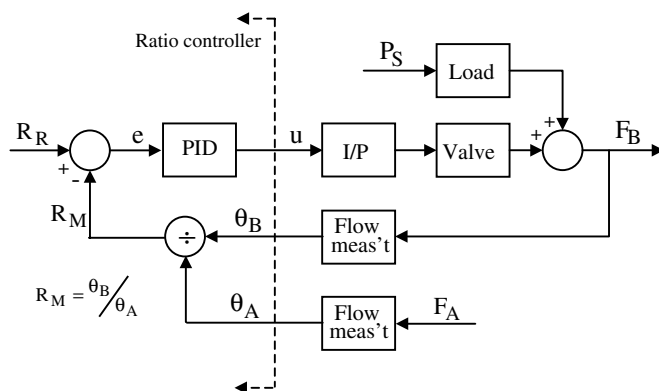 Ratio controller
P_S
Load
R_R
+
-
e
PID
u
I/P
Valve
+
+
F_B
R_M
÷
θ_B
Flow
meas't
R_M = θ_B/θ_A
θ_A
Flow
meas't
F_A